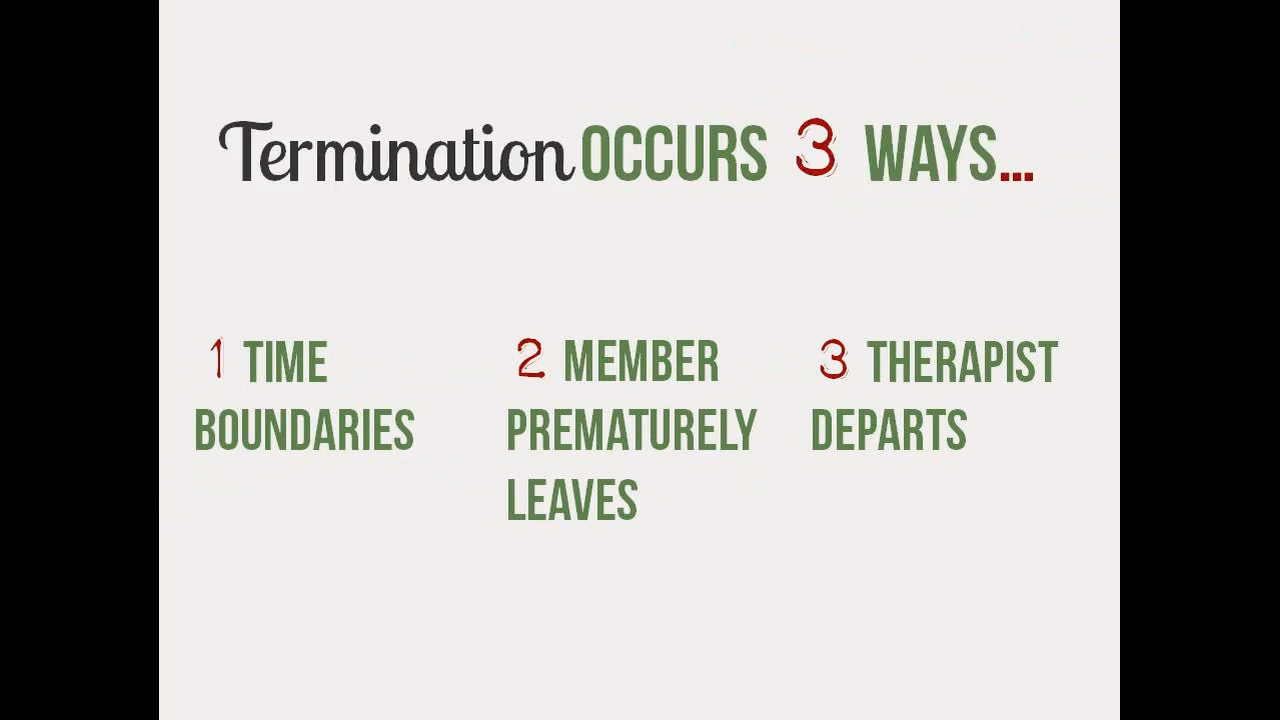 Termination OCCURS 3 WAYS...
1 TIME
BOUNDARIES
2 MEMBER
PREMATURELY
LEAVES
3 THERAPIST
DEPARTS